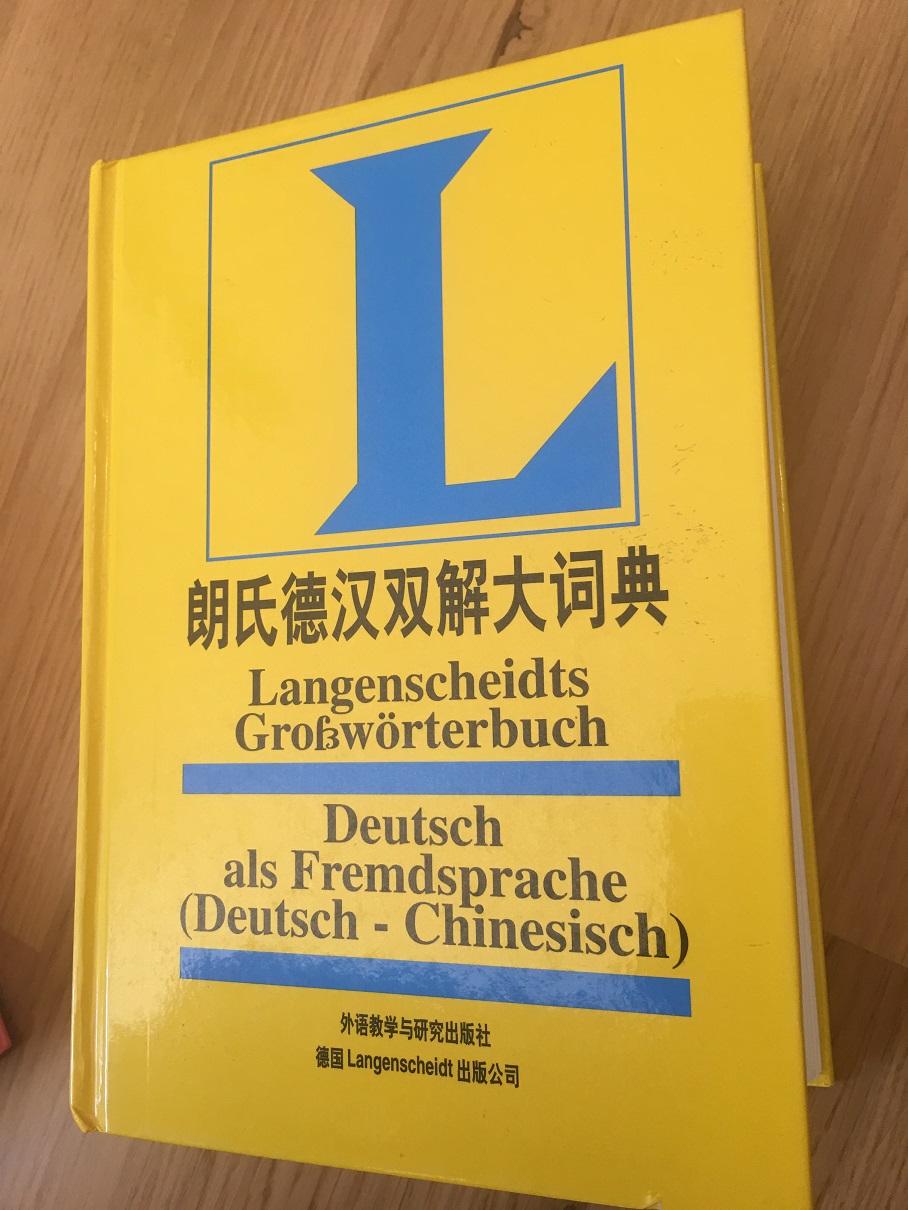 L
朗氏德汉双解大词典
Langenscheidts
Großwörterbuch
Deutsch
als Fremdsprache
(Deutsch - Chinesisch)
外语教学与研究出版社
德国 Langenscheidt 出版公司